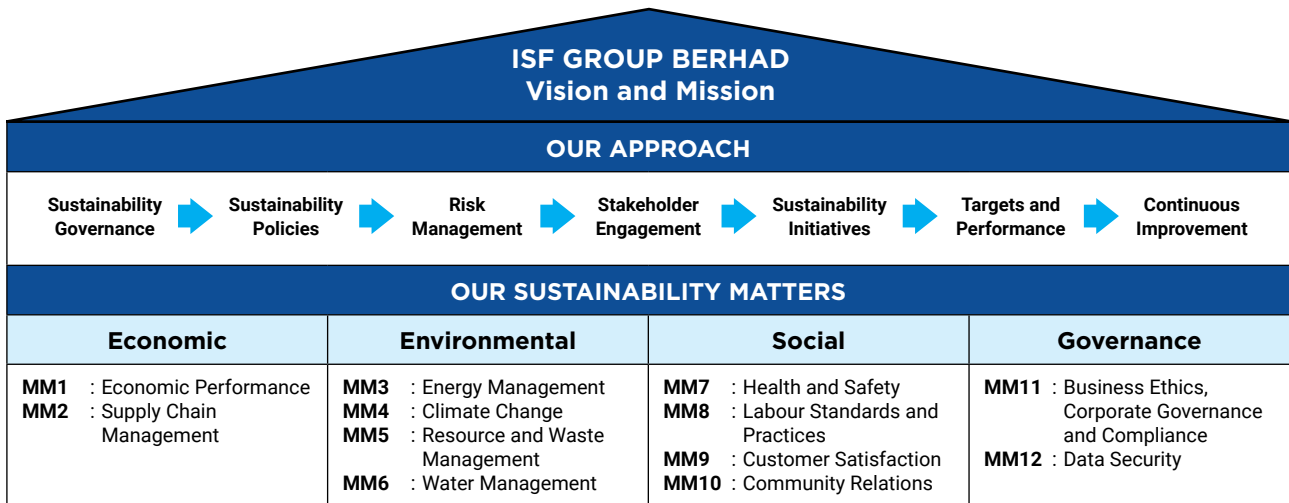 ISF GROUP BERHAD
Vision and Mission
OUR APPROACH
Sustainability
Governance
Sustainability
Policies
Risk
Management
Stakeholder
Engagement
Sustainability
Initiatives
Targets and
Performance
Continuous
Improvement
OUR SUSTAINABILITY MATTERS
Economic
MM1 : Economic Performance
MM2 : Supply Chain
Management
Environmental
MM3 : Energy Management
MM4 : Climate Change
MM5 : Resource and Waste
Management
MM6 : Water Management
Social
MM7 : Health and Safety
MM8 : Labour Standards and
Practices
MM9 : Customer Satisfaction
MM10 : Community Relations
Governance
MM11 : Business Ethics,
Corporate Governance
and Compliance
MM12 : Data Security